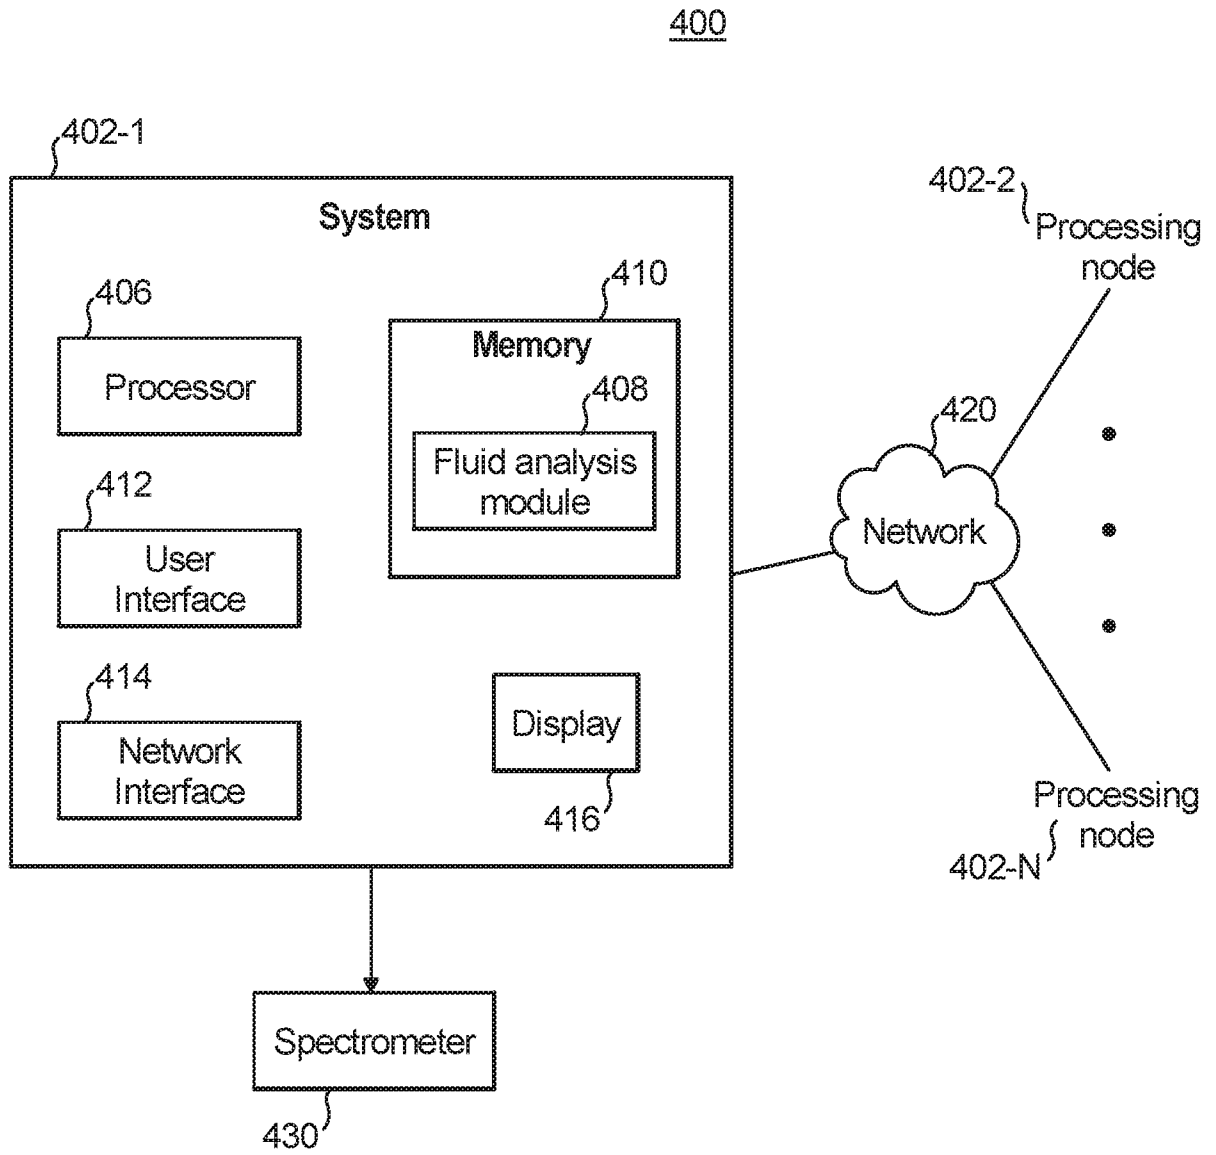 400
402-1
System
402-2
Processing
node
406
Processor
410
Memory
408
Fluid analysis
module
412
User
Interface
420
Network
414
Network
Interface
Display
416
Processing
node
402-N
Spectrometer
430